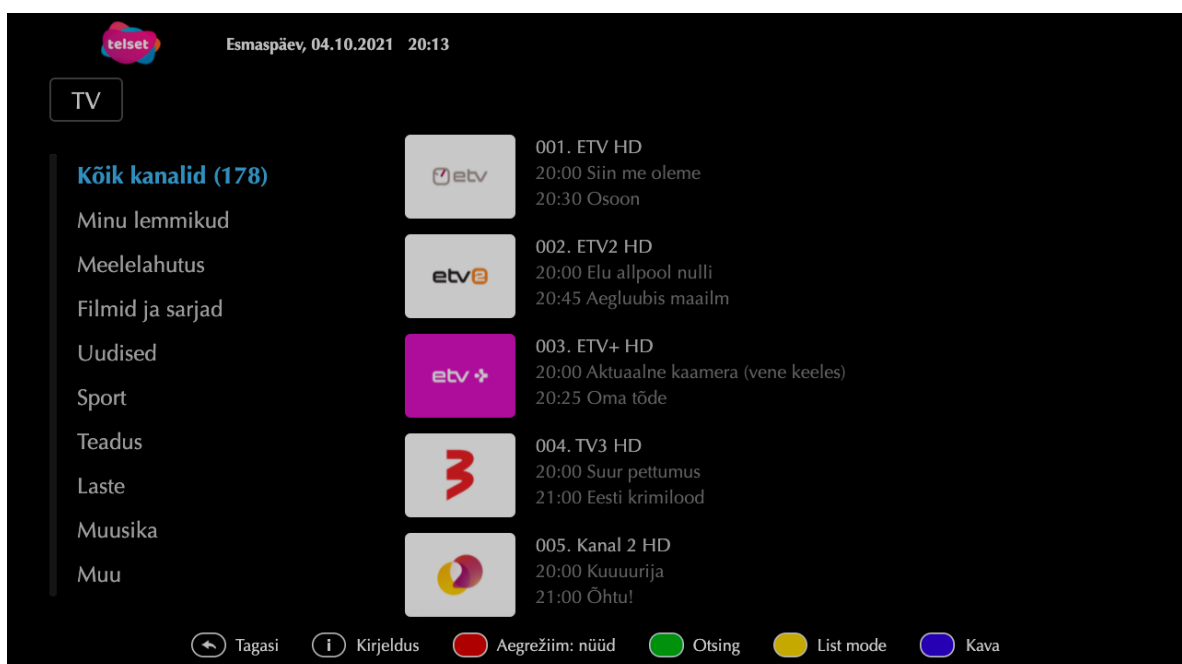 telset
Esmaspäev, 04.10.2021 20:13
TV
Kõik kanalid (178)
Minu lemmikud
Meelelahutus
Filmid ja sarjad
Uudised
Sport
Teadus
Laste
Muusika
Muu
etv
001. ETV HD
20:00 Siin me oleme
20:30 Osoon
etv2
002. ETV2 HD
20:00 Elu allpool nulli
20:45 Aegluubis maailm
etv+
003. ETV+ HD
20:00 Aktuaalne kaamera (vene keeles)
20:25 Oma tõde
3
004. TV3 HD
20:00 Suur pettumus
21:00 Eesti krimilood
005. Kanal 2 HD
20:00 Kuuuurija
21:00 Õhtu!
Tagasi i Kirjeldus Aegrežiim: nüüd Otsing List mode Kava